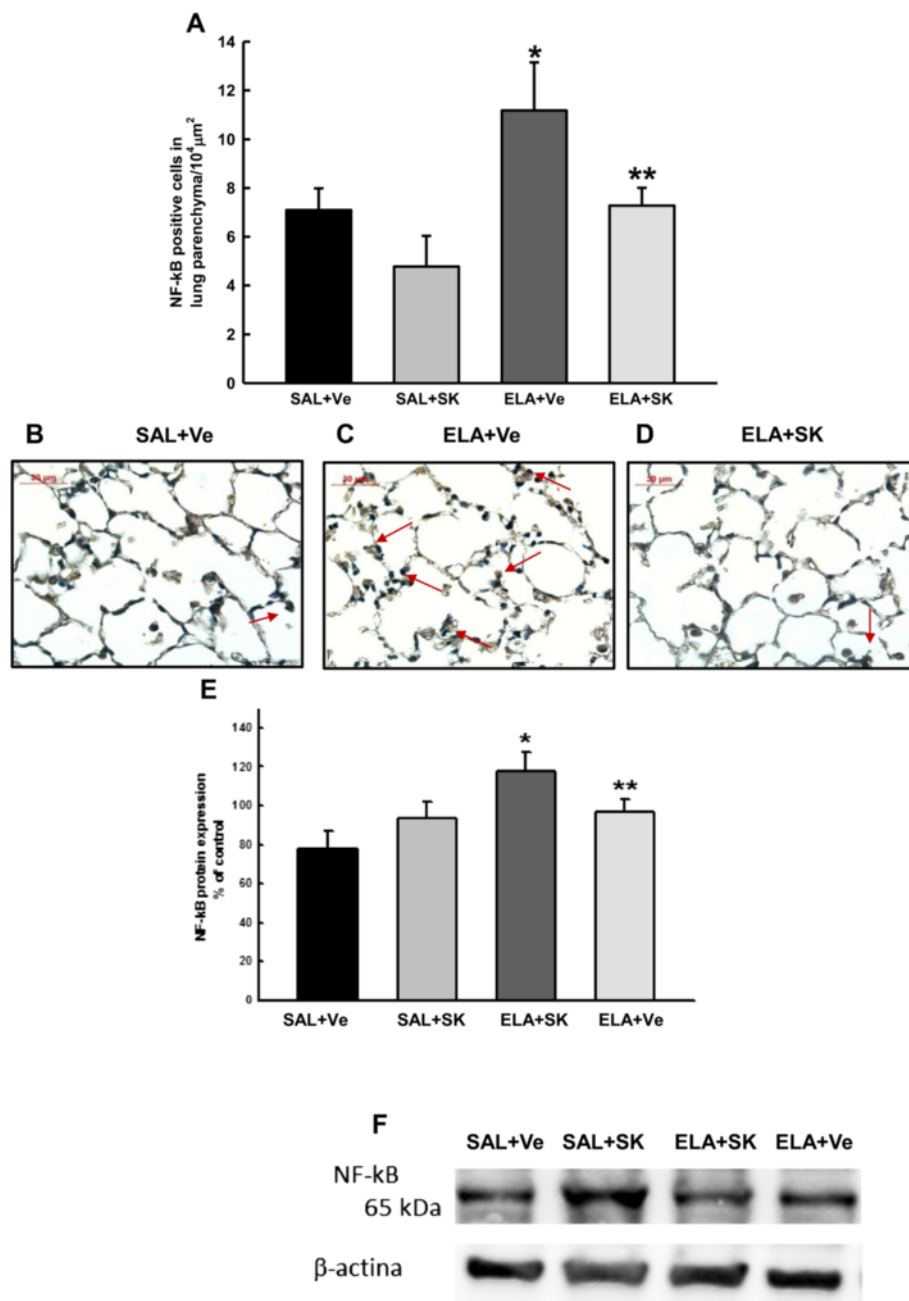 A
14
12
10
8
6
4
2
0
NF-kB positive cells in
lung parenchyma/10⁴µm²
*
**
SAL+Ve SAL+SK ELA+Ve ELA+SK
B SAL+Ve C ELA+Ve D ELA+SK
30 µm 30 µm 30 µm
E
140
120
100
80
60
40
20
0
NF-kB protein expression
% of control
*
**
SAL+Ve SAL+SK ELA+SK ELA+Ve
F
SAL+Ve SAL+SK ELA+SK ELA+Ve
NF-kB
65 kDa
β-actina